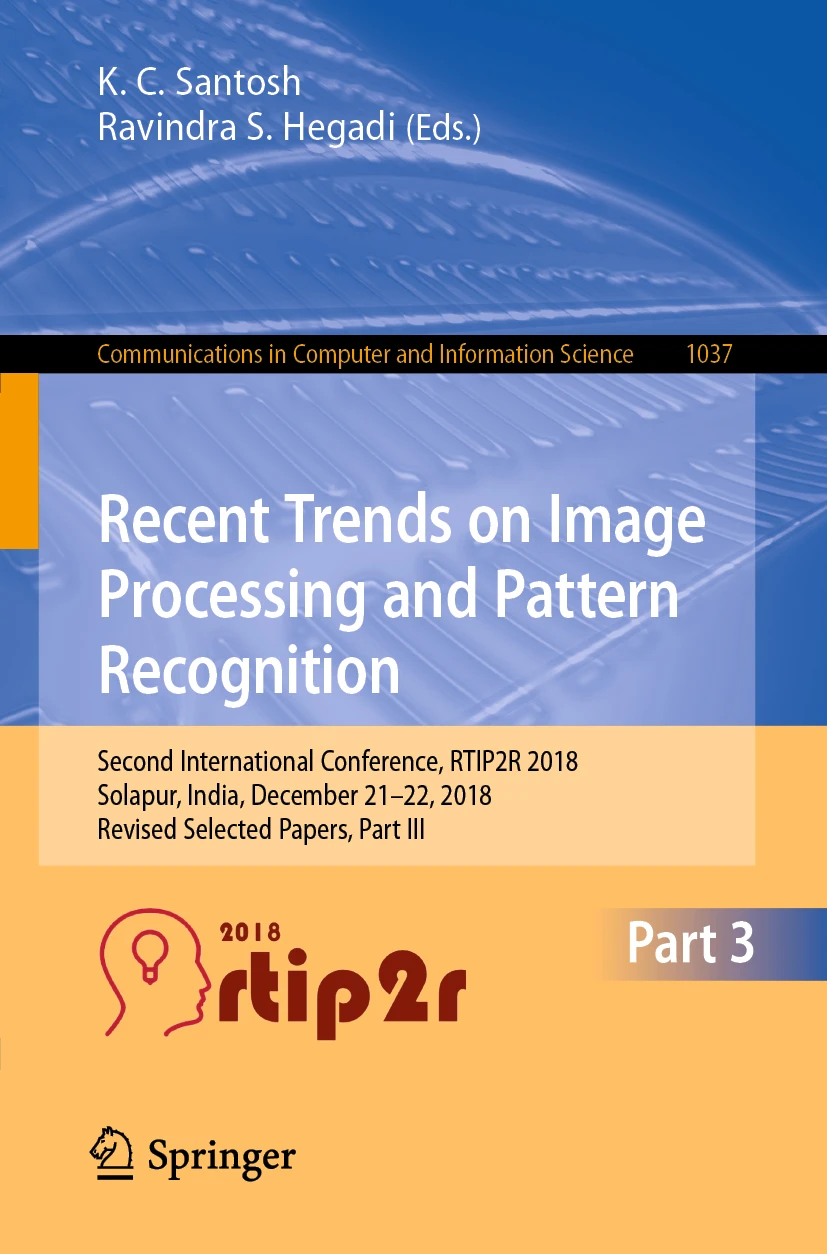 K. C. Santosh
Ravindra S. Hegadi (Eds.)
Communications in Computer and Information Science 1037
Recent Trends on Image
Processing and Pattern
Recognition
Second International Conference, RTIP2R 2018
Solapur, India, December 21–22, 2018
Revised Selected Papers, Part III
2018
rtip2r
Part 3
Springer